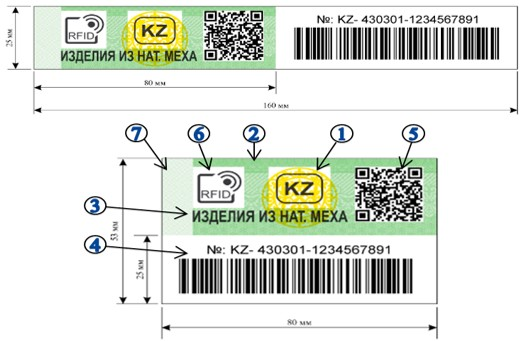 25 мм
RFID
KZ
ИЗДЕЛИЯ ИЗ НАТ. МЕХА
№: KZ- 430301-1234567891
80 мм
160 мм
7
6
2
1
5
RFID
KZ
3
ИЗДЕЛИЯ ИЗ НАТ. МЕХА
53 мм
4
№: KZ- 430301-1234567891
25 мм
80 мм